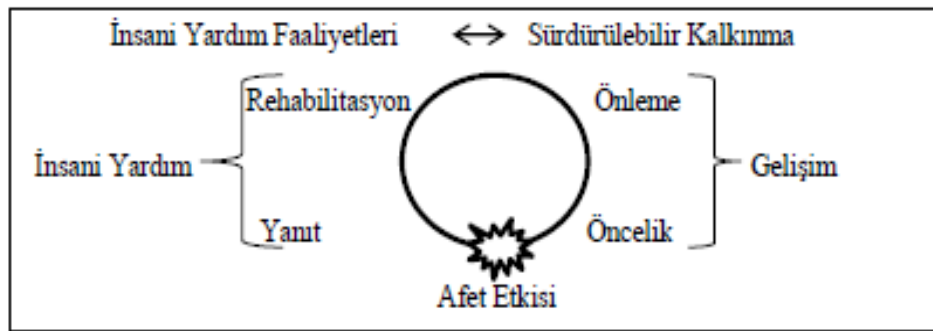 İnsani Yardım Faaliyetleri ↔ Sürdürülebilir Kalkınma
Rehabilitasyon Önleme
İnsani Yardım Gelişim
Yanıt Öncelik
Afet Etkisi